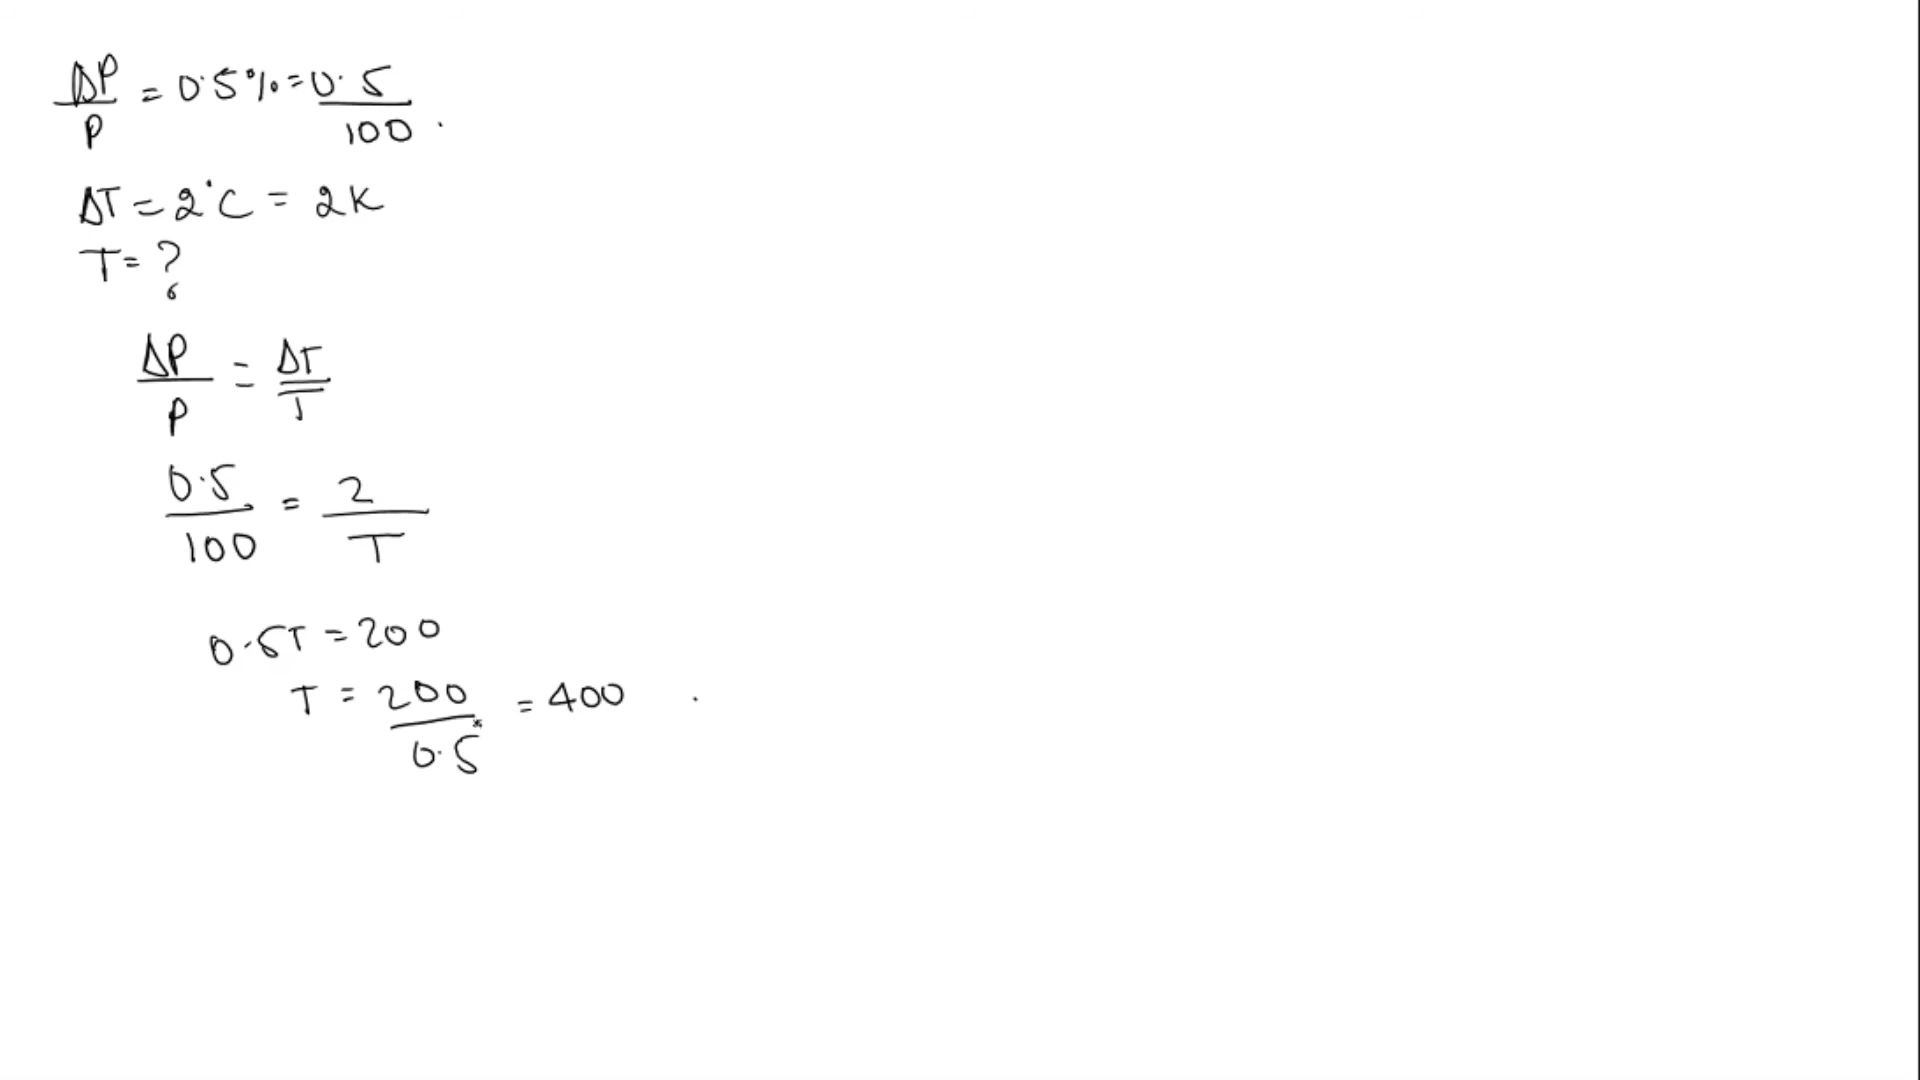 ΔP/P = 0.5% = 0.5/100 .
ΔT = 2°C = 2K
T = ?
ΔP/P = ΔT/T
0.5/100 = 2/T
0.5T = 200
T = 200/0.5 = 400